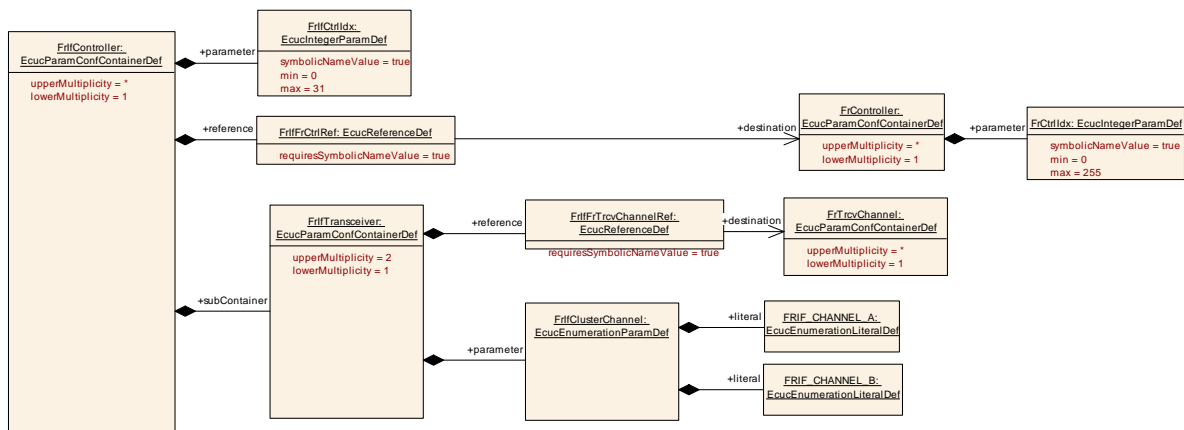 FrIfController:
EcucParamConfContainerDef
upperMultiplicity = *
lowerMultiplicity = 1
+parameter
FrIfCtrlIdx:
EcucIntegerParamDef
symbolicNameValue = true
min = 0
max = 31
+reference
FrIfFrCtrlRef: EcucReferenceDef
requiresSymbolicNameValue = true
+destination
FrController:
EcucParamConfContainerDef
upperMultiplicity = *
lowerMultiplicity = 1
+parameter
FrCtrlIdx: EcucIntegerParamDef
symbolicNameValue = true
min = 0
max = 255
+subContainer
FrIfTransceiver:
EcucParamConfContainerDef
upperMultiplicity = 2
lowerMultiplicity = 1
+reference
FrIfFrTrcvChannelRef:
EcucReferenceDef
requiresSymbolicNameValue = true
+destination
FrTrcvChannel:
EcucParamConfContainerDef
upperMultiplicity = *
lowerMultiplicity = 1
+parameter
FrIfClusterChannel:
EcucEnumerationParamDef
+literal
FRIF_CHANNEL_A:
EcucEnumerationLiteralDef
+literal
FRIF_CHANNEL_B:
EcucEnumerationLiteralDef